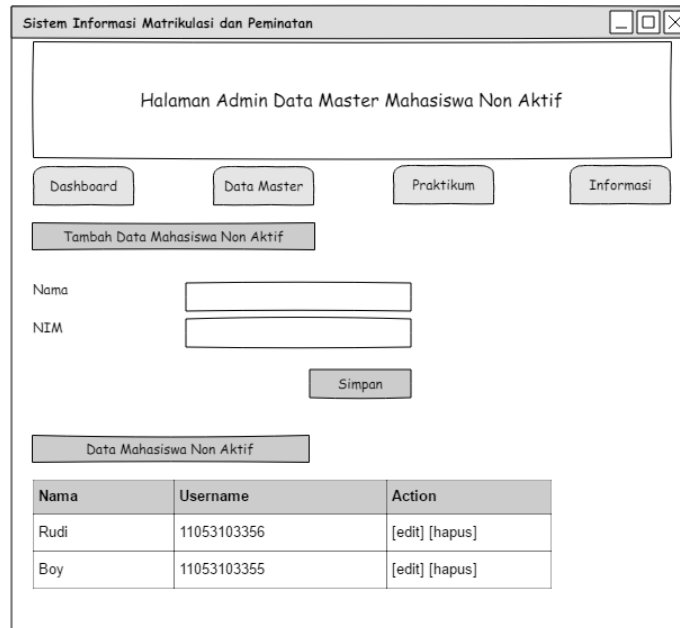 Sistem Informasi Matrikulasi dan Peminatan
Halaman Admin Data Master Mahasiswa Non Aktif
Dashboard Data Master Praktikum Informasi
Tambah Data Mahasiswa Non Aktif
Nama
NIM
Simpan
Data Mahasiswa Non Aktif
Nama Username Action
Rudi 11053103356 [edit] [hapus]
Boy 11053103355 [edit] [hapus]